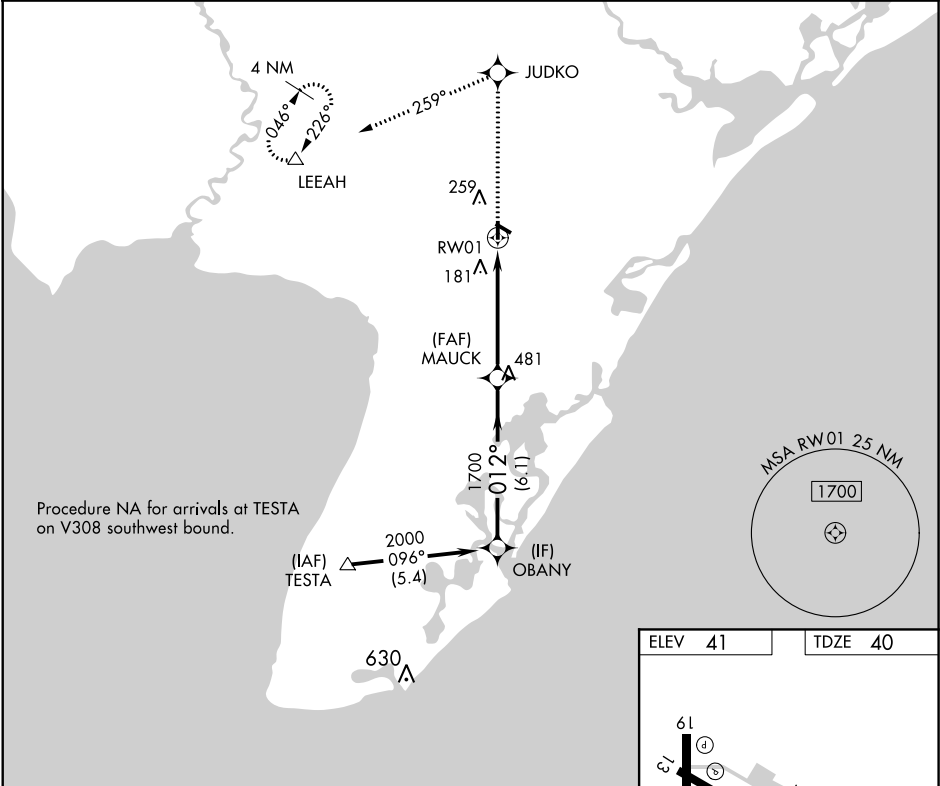 4 NM
JUDKO
259°
046°
226°
LEEAH
259
RW01
181
(FAF)
MAUCK
481
1700
012°
(6.1)
MSA RW01 25 NM
1700
Procedure NA for arrivals at TESTA
on V308 southwest bound.
2000
096°
(5.4)
(IAF)
TESTA
(IF)
OBANY
630
ELEV 41
TDZE 40
19
P
13
P